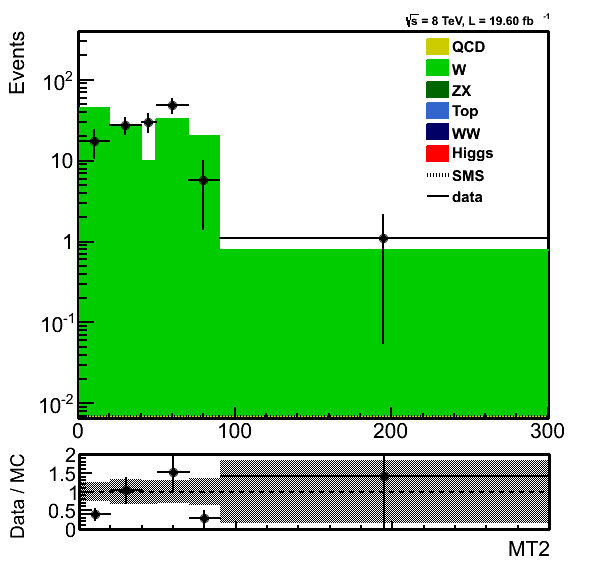 √s = 8 TeV, L = 19.60 fb⁻¹
Events
10²
10
1
10⁻¹
10⁻²
QCD
W
ZX
Top
WW
Higgs
SMS
data
0 100 200 300
Data / MC
2
1.5
1
0.5
0
MT2